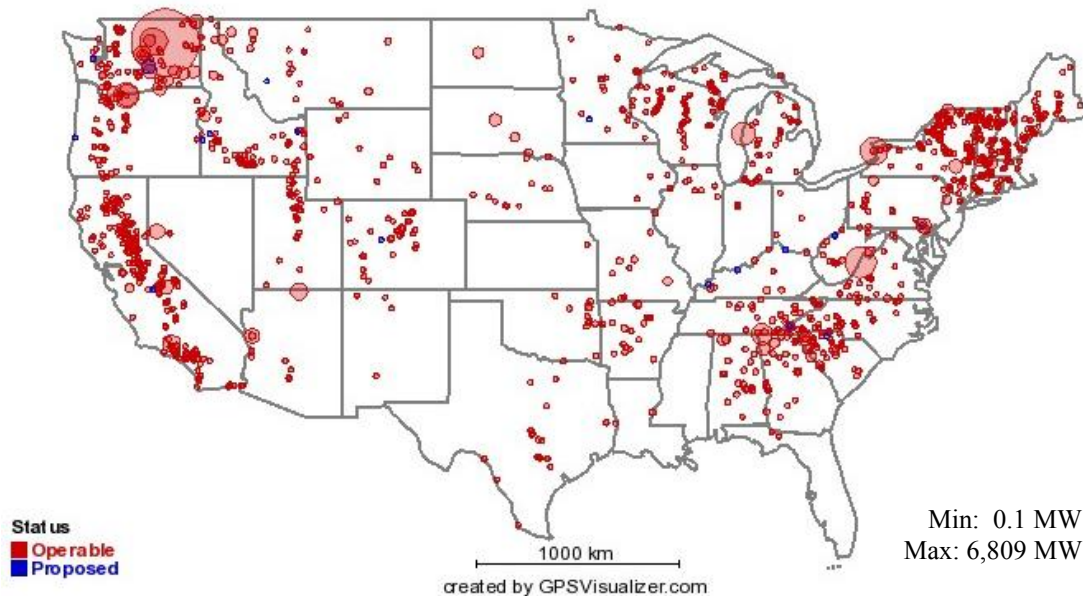 Status
Operable
Proposed
1000 km
created by GPSVisualizer.com
Min: 0.1 MW
Max: 6,809 MW